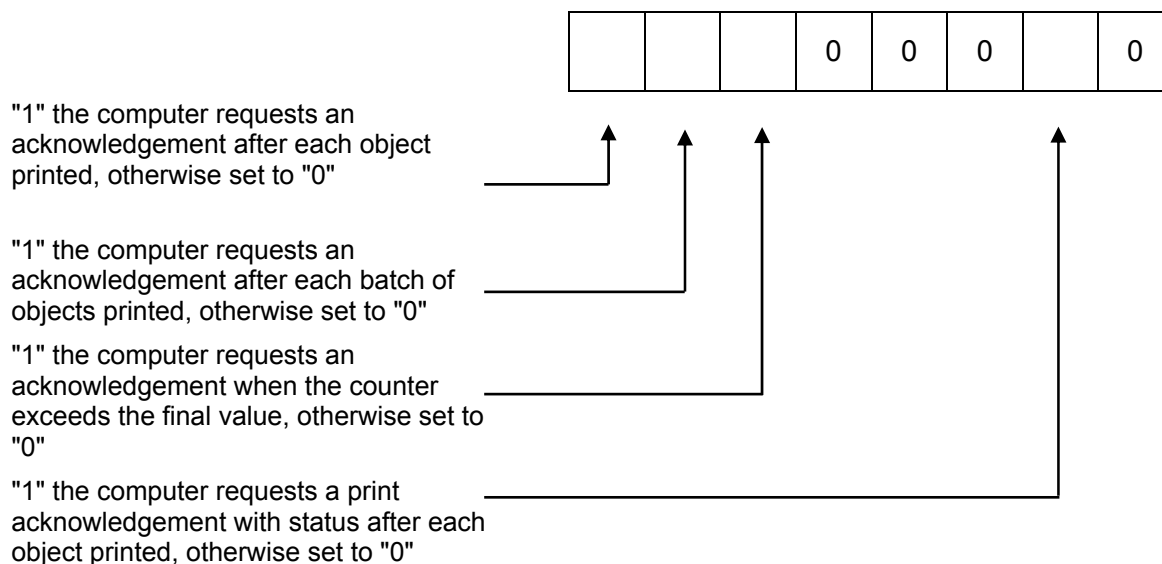 0 0 0 0
"1" the computer requests an
acknowledgement after each object
printed, otherwise set to "0"
"1" the computer requests an
acknowledgement after each batch of
objects printed, otherwise set to "0"
"1" the computer requests an
acknowledgement when the counter
exceeds the final value, otherwise set to
"0"
"1" the computer requests a print
acknowledgement with status after each
object printed, otherwise set to "0"